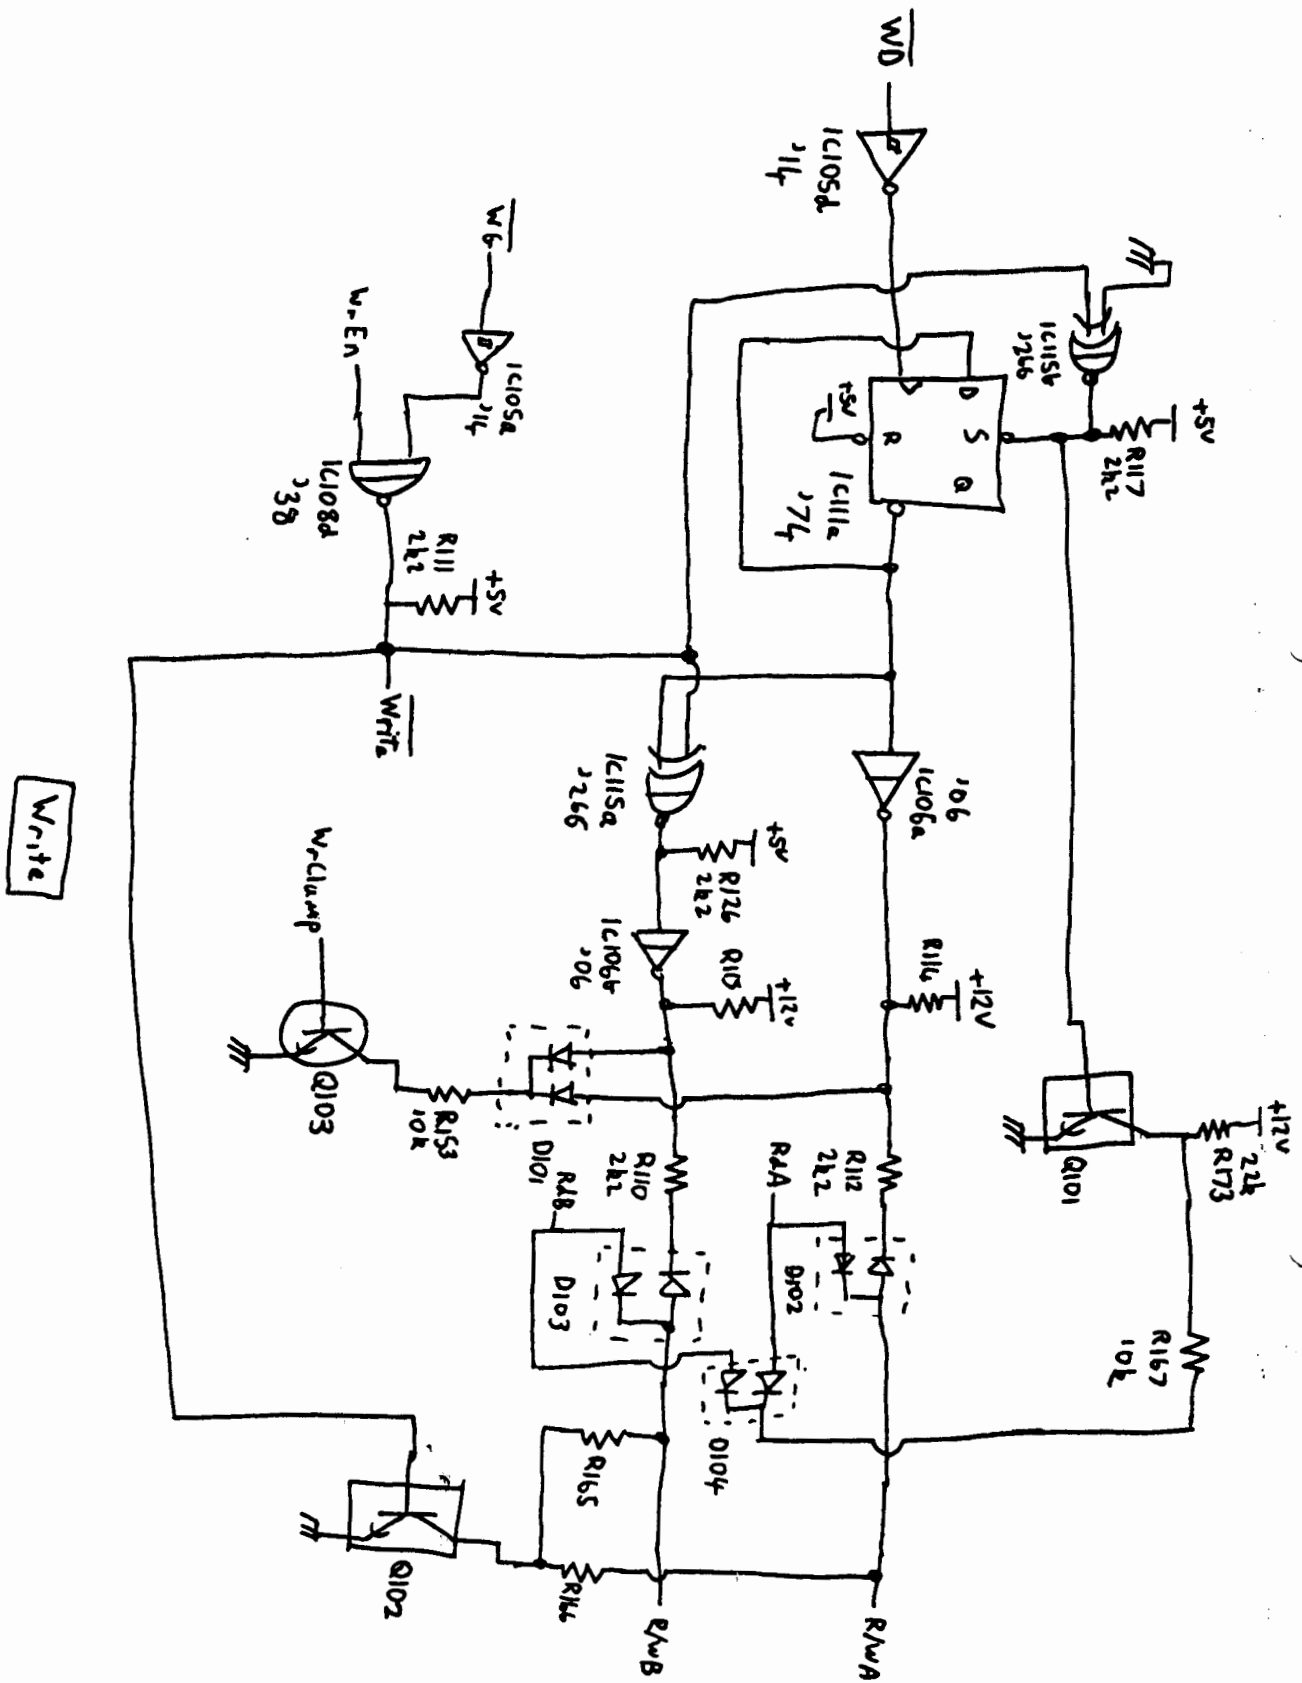 +5V
R117
2k2
IC115b
'266
WD
IC105d
'14
D
S
Q
R
+5V
IC111a
'74
'06
IC106a
R114
+12V
+12V
22k
R173
Q101
R167
10k
R112
2k2
RdA
D102
D104
R/WA
WG
IC105a
'14
Wr En
IC108d
'38
R111
2k2
+5V
Write
IC115a
'266
+5V
R126
2k2
IC106b
'06
R113
+12V
D101
R110
2k2
RdB
D103
R165
R/WB
WrClamp
Q103
R153
10k
R166
Q102
Write